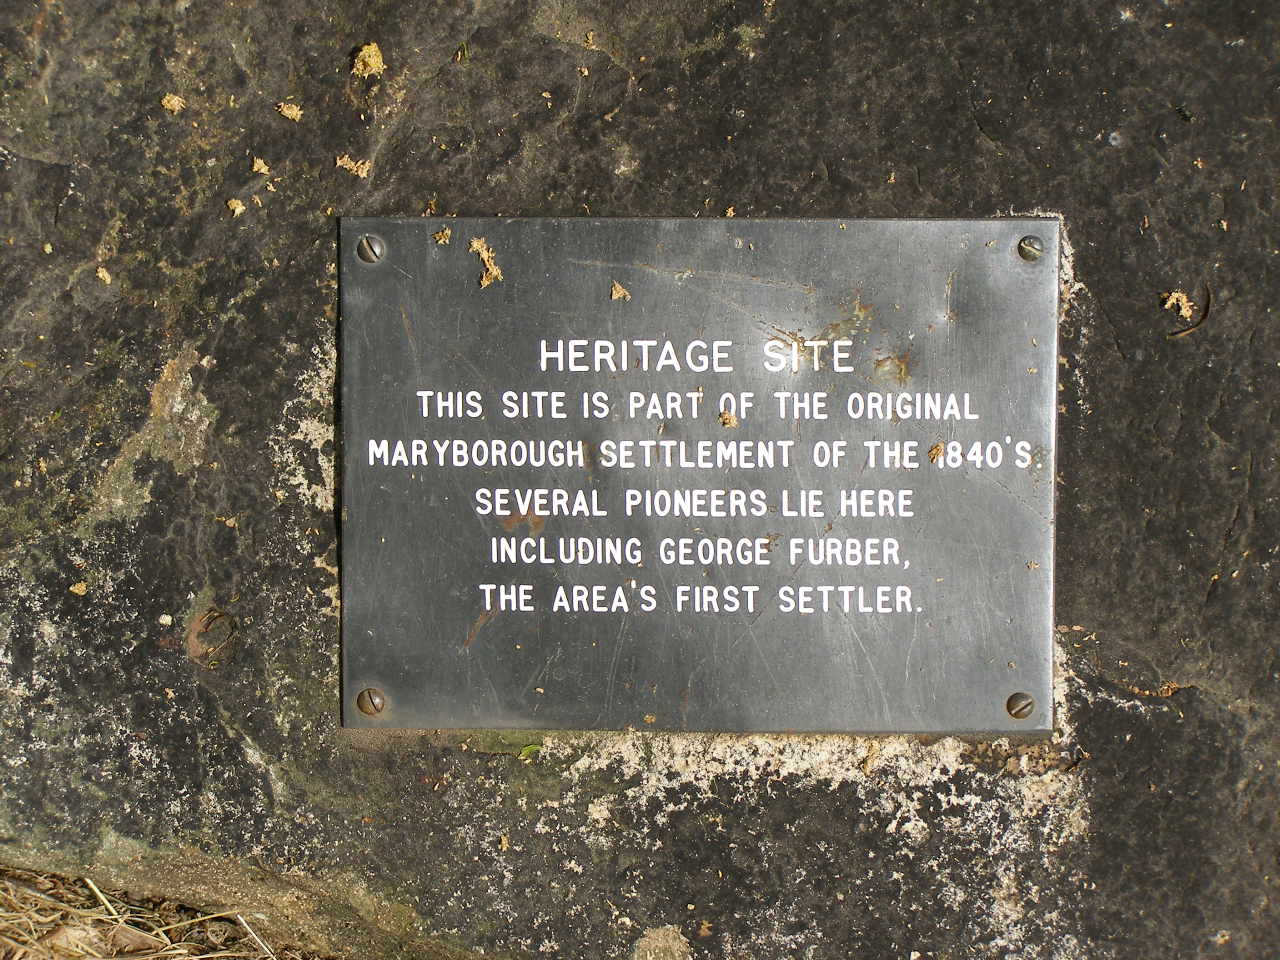 HERITAGE SITE
THIS SITE IS PART OF THE ORIGINAL
MARYBOROUGH SETTLEMENT OF THE 1840'S.
SEVERAL PIONEERS LIE HERE
INCLUDING GEORGE FURBER,
THE AREA'S FIRST SETTLER.